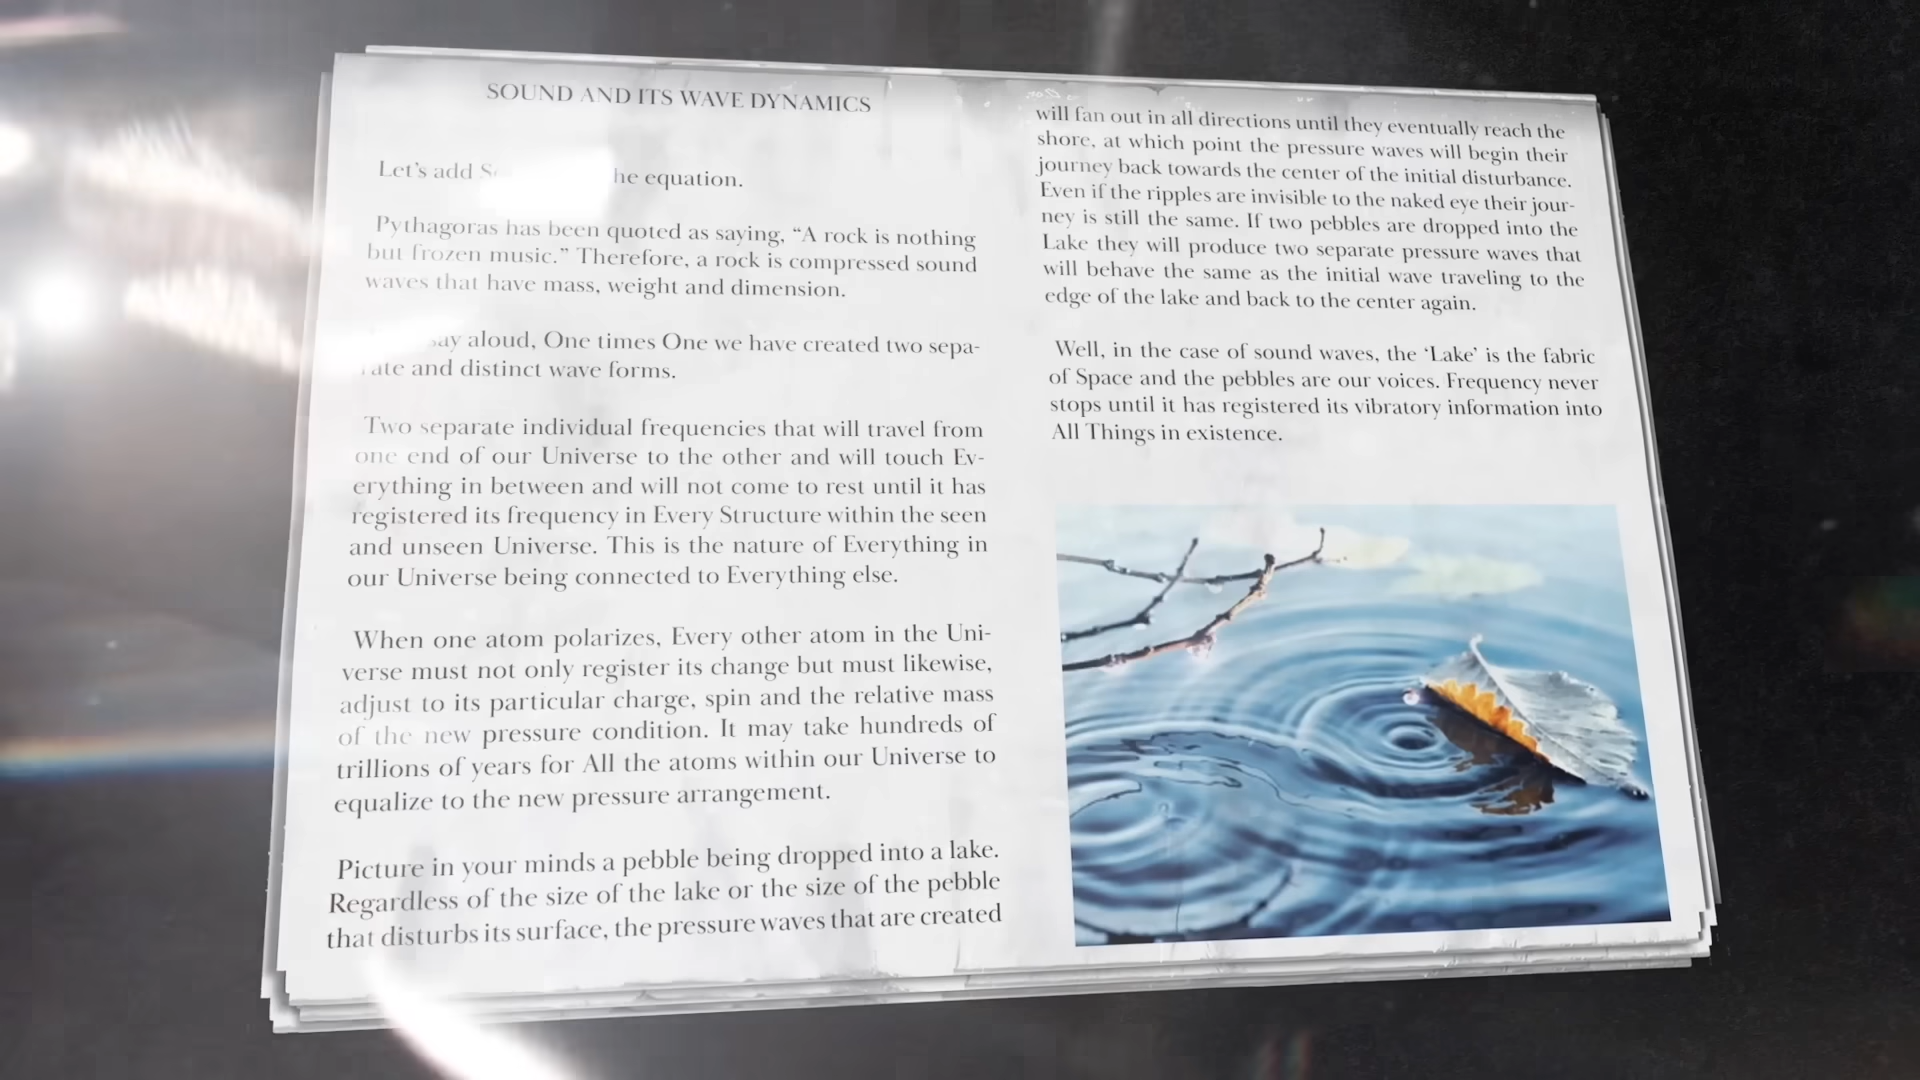 SOUND AND ITS WAVE DYNAMICS
Let's add he equation.
Pythagoras has been quoted as saying, “A rock is nothing
but frozen music.” Therefore, a rock is compressed sound
waves that have mass, weight and dimension.
aloud, One times One we have created two sepa-
rate and distinct wave forms.
Two separate individual frequencies that will travel from
one end of our Universe to the other and will touch Ev-
erything in between and will not come to rest until it has
registered its frequency in Every Structure within the seen
and unseen Universe. This is the nature of Everything in
our Universe being connected to Everything else.
When one atom polarizes, Every other atom in the Uni-
verse must not only register its change but must likewise,
adjust to its particular charge, spin and the relative mass
of the new pressure condition. It may take hundreds of
trillions of years for All the atoms within our Universe to
equalize to the new pressure arrangement.
Picture in your minds a pebble being dropped into a lake.
Regardless of the size of the lake or the size of the pebble
that disturbs its surface, the pressure waves that are created
will fan out in all directions until they eventually reach the
shore, at which point the pressure waves will begin their
journey back towards the center of the initial disturbance.
Even if the ripples are invisible to the naked eye their jour-
ney is still the same. If two pebbles are dropped into the
Lake they will produce two separate pressure waves that
will behave the same as the initial wave traveling to the
edge of the lake and back to the center again.
Well, in the case of sound waves, the ‘Lake’ is the fabric
of Space and the pebbles are our voices. Frequency never
stops until it has registered its vibratory information into
All Things in existence.